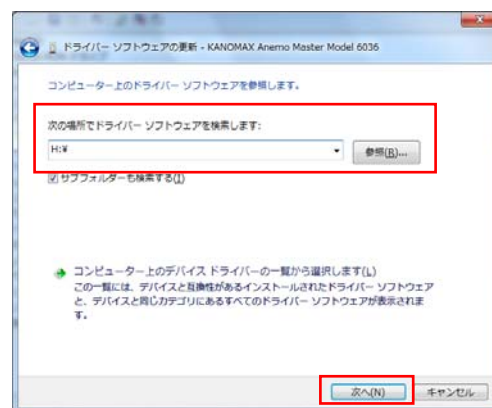 ドライバー ソフトウェアの更新 - KANOMAX Anemo Master Model 6036
コンピューター上のドライバー ソフトウェアを参照します。
次の場所でドライバー ソフトウェアを検索します:
H:¥
参照(R)...
サブフォルダーも検索する(I)
コンピューター上のデバイス ドライバーの一覧から選択します(L)
この一覧には、デバイスと互換性があるインストールされたドライバー ソフトウェア
と、デバイスと同じカテゴリにあるすべてのドライバー ソフトウェアが表示されま
す。
次へ(N)
キャンセル